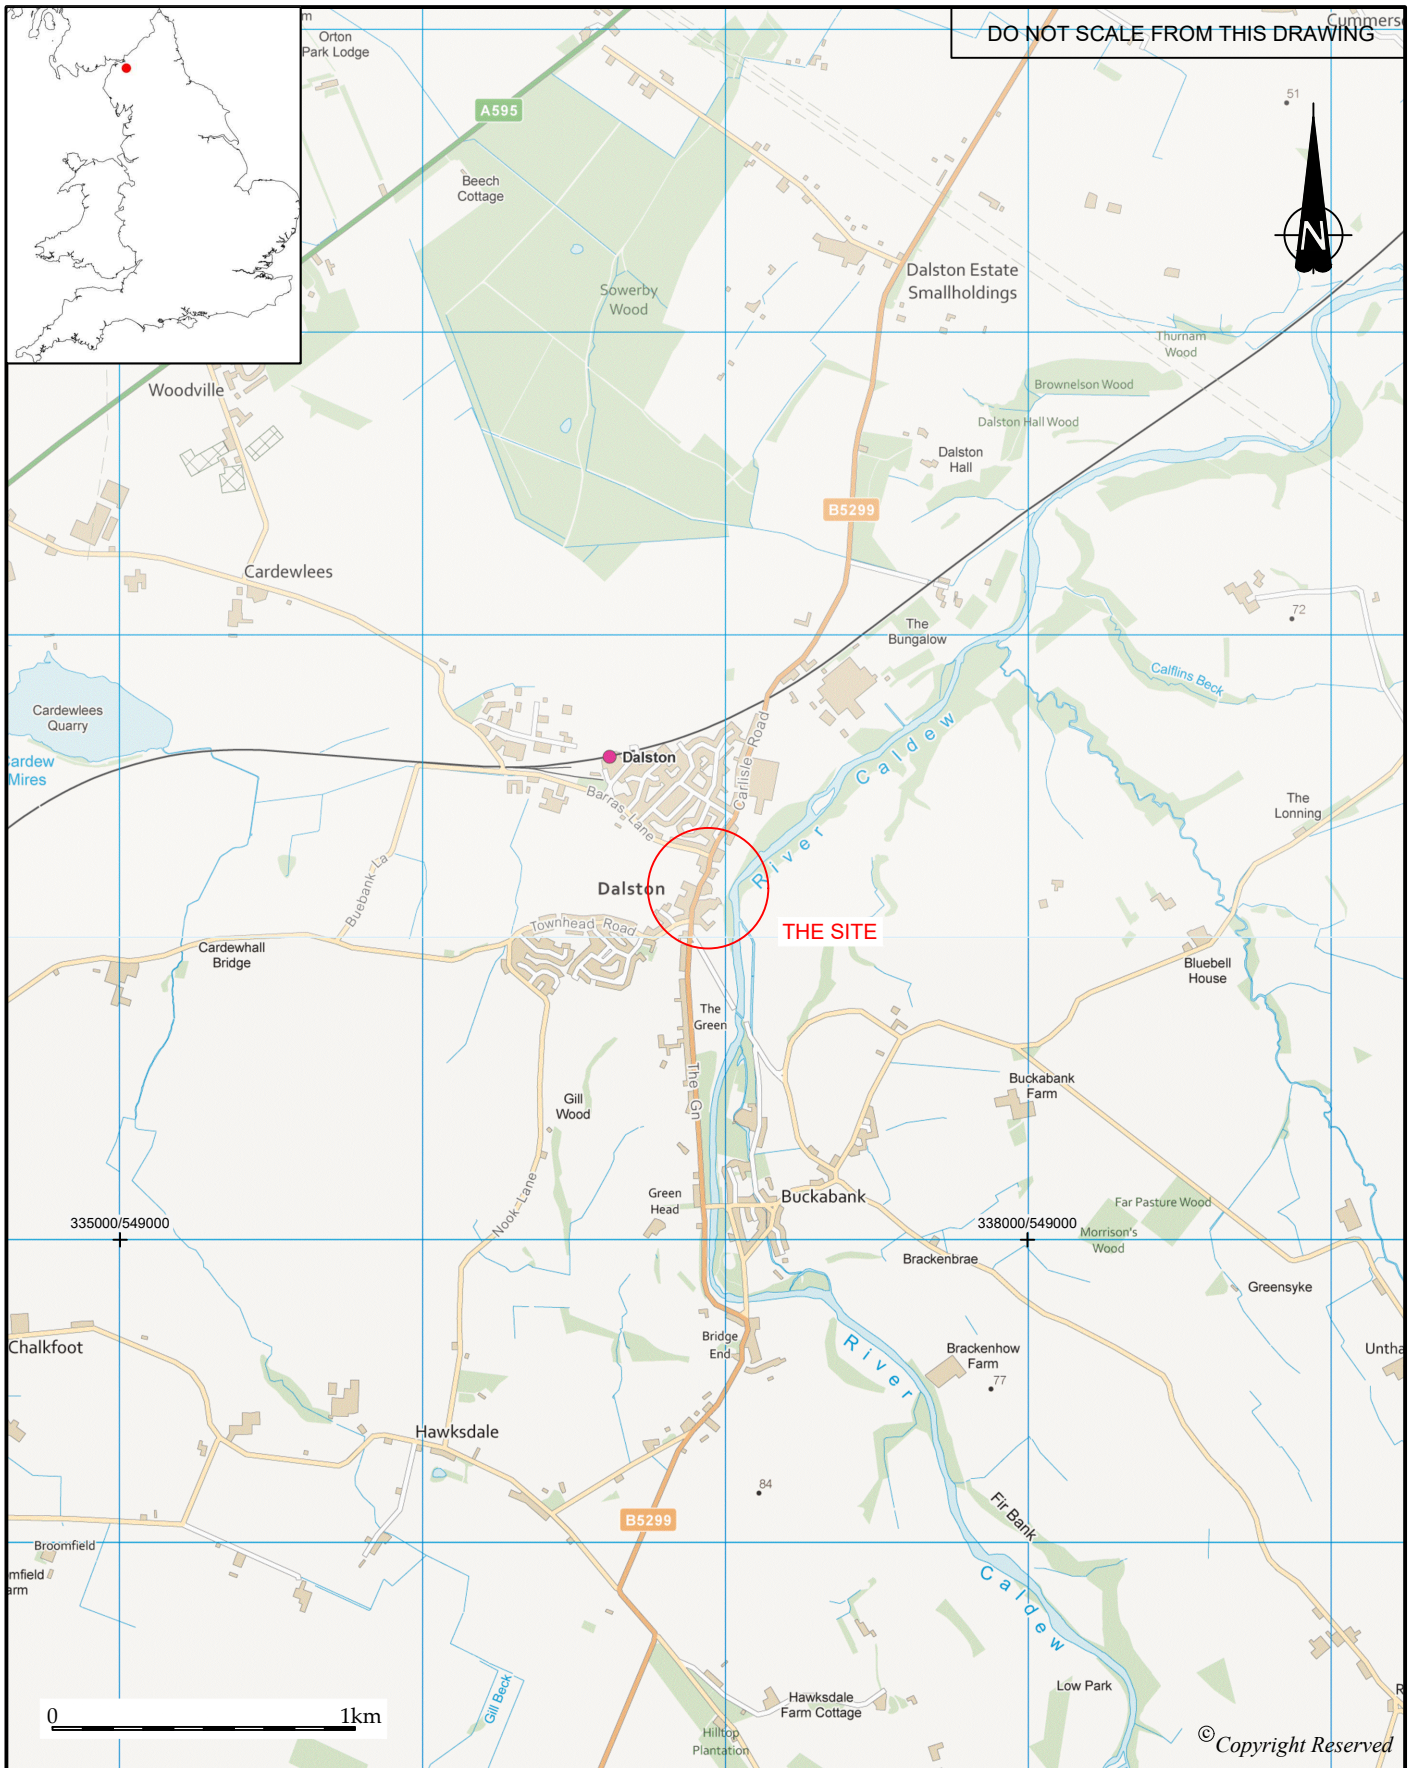 m
Orton
Park Lodge
DO NOT SCALE FROM THIS DRAWING
A595
51
N
Beech
Cottage
Dalston Estate
Smallholdings
Sowerby
Wood
Thurnam
Wood
Woodville
Brownelson Wood
Dalston Hall Wood
Dalston
Hall
B5299
Cardewlees
72
The
Bungalow
Calflins Beck
Cardewlees
Quarry
Carlisle Road
River Caldew
Dalston
Cardew
Mires
Barras Lane
The
Lonning
Buebank La
Dalston
Townhead Road
THE SITE
Cardewhall
Bridge
Bluebell
House
The
Green
The Gn
Buckabank
Farm
Gill
Wood
Nook Lane
Green
Head
Buckabank
Far Pasture Wood
335000/549000
338000/549000
Morrison's
Wood
Brackenbrae
Greensyke
Chalkfoot
Bridge
End
River Caldew
Brackenhow
Farm
77
Untha
Hawksdale
84
Fir Bank
B5299
Broomfield
mfield
arm
Low Park
Gill Beck
Hawksdale
Farm Cottage
R
0 1km
Hilltop
Plantation
©Copyright Reserved